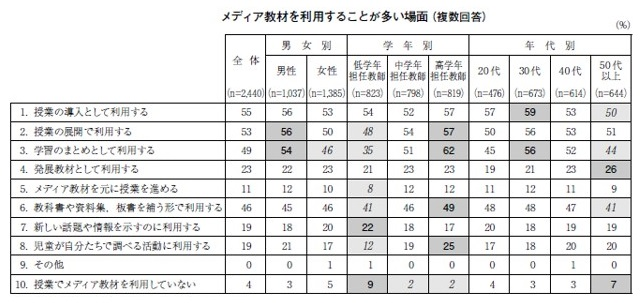 メディア教材を利用することが多い場面（複数回答）
(%)
全体 男女別 学年別 年代別
男性 女性 低学年担任教師 中学年担任教師 高学年担任教師 20代 30代 40代 50代以上
(n=2,440) (n=1,037) (n=1,385) (n=823) (n=798) (n=819) (n=476) (n=673) (n=614) (n=644)
1. 授業の導入として利用する 55 56 53 54 52 57 57 59 53 50
2. 授業の展開で利用する 53 56 50 48 53 57 50 56 53 51
3. 学習のまとめとして利用する 49 54 46 35 51 62 45 56 52 44
4. 発展教材として利用する 23 22 23 21 23 23 19 21 23 26
5. メディア教材を元に授業を進める 11 12 10 8 12 12 12 12 11 9
6. 教科書や資料集、板書を補う形で利用する 46 45 46 41 46 49 48 48 47 41
7. 新しい話題や情報を示すのに利用する 19 18 20 22 18 17 20 18 19 19
8. 児童が自分たちで調べる活動に利用する 19 21 17 12 19 25 17 18 20 20
9. その他 0 0 1 1 0 0 0 0 1 0
10. 授業でメディア教材を利用していない 4 3 5 9 2 2 4 3 3 7